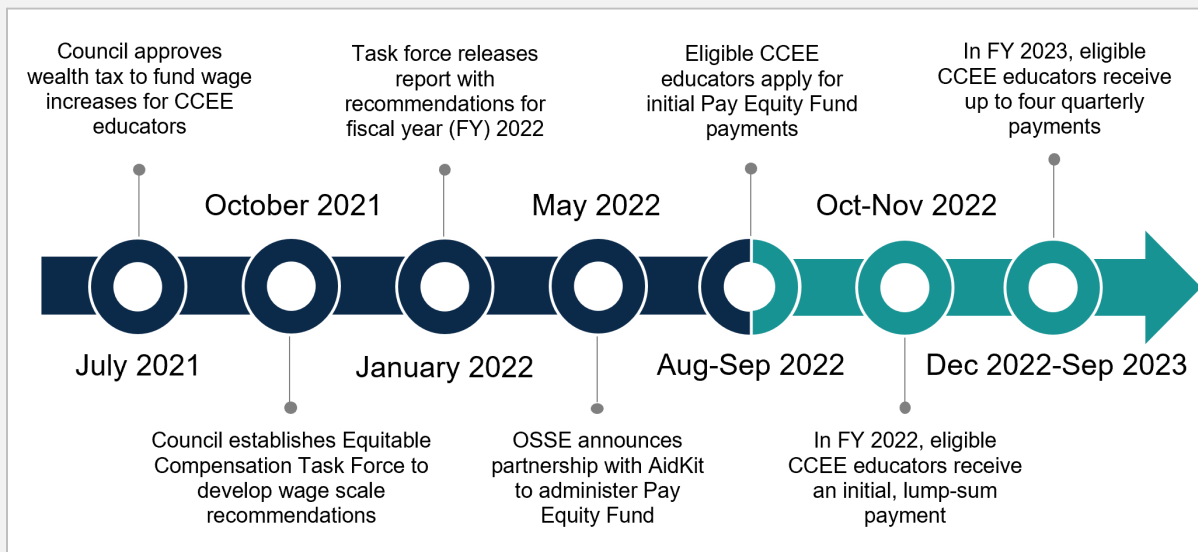 Council approves
wealth tax to fund wage
increases for CCEE
educators
Task force releases
report with
recommendations for
fiscal year (FY) 2022
Eligible CCEE
educators apply for
initial Pay Equity Fund
payments
In FY 2023, eligible
CCEE educators receive
up to four quarterly
payments
October 2021
May 2022
Oct-Nov 2022
July 2021
January 2022
Aug-Sep 2022
Dec 2022-Sep 2023
Council establishes Equitable
Compensation Task Force to
develop wage scale
recommendations
OSSE announces
partnership with AidKit
to administer Pay
Equity Fund
In FY 2022, eligible
CCEE educators receive
an initial, lump-sum
payment